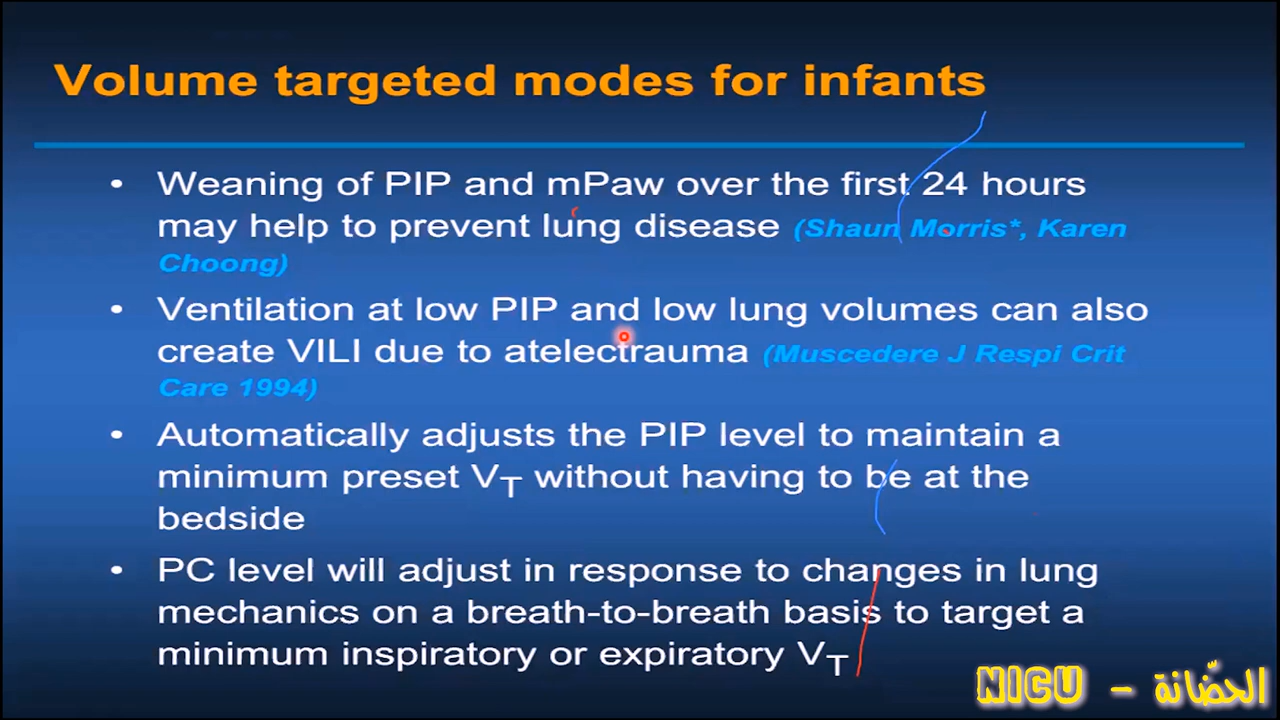 Volume targeted modes for infants
• Weaning of PIP and mPaw over the first 24 hours
may help to prevent lung disease (Shaun Morris*, Karen
Choong)
• Ventilation at low PIP and low lung volumes can also
create VILI due to atelectrauma (Muscedere J Respi Crit
Care 1994)
• Automatically adjusts the PIP level to maintain a
minimum preset VT without having to be at the
bedside
• PC level will adjust in response to changes in lung
mechanics on a breath-to-breath basis to target a
minimum inspiratory or expiratory VT
NICU - الحضّانة